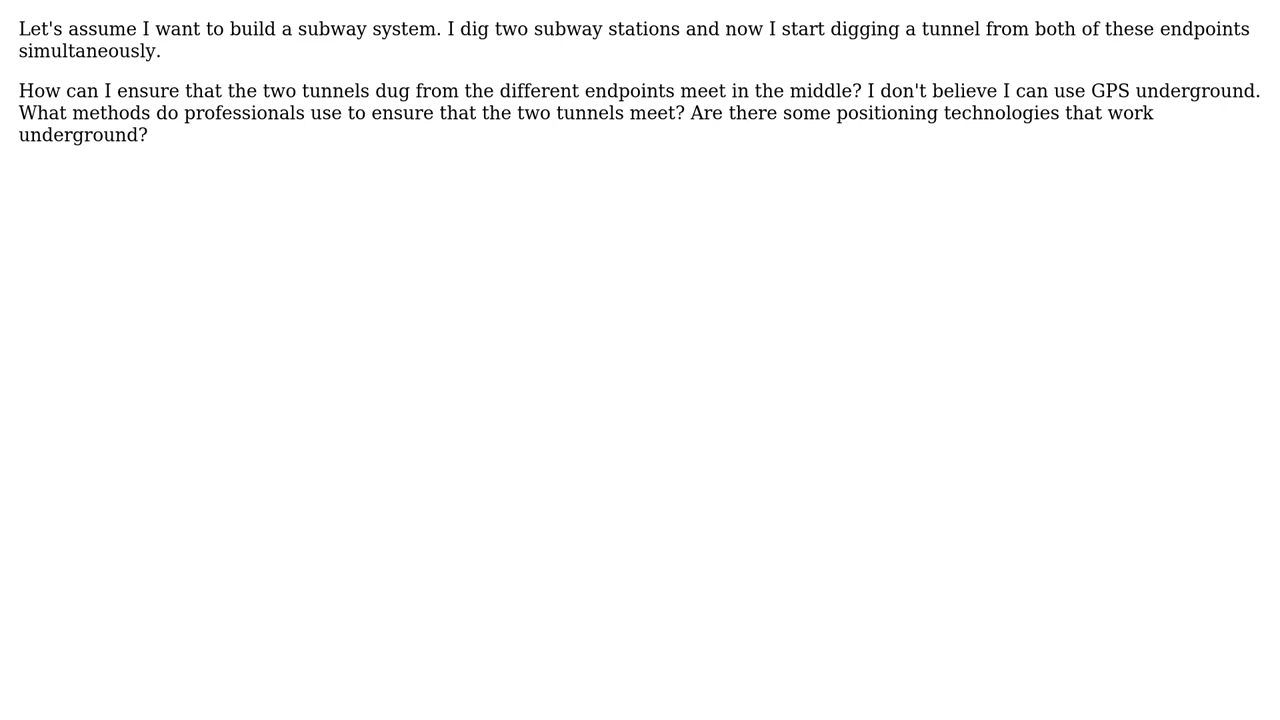 Let's assume I want to build a subway system. I dig two subway stations and now I start digging a tunnel from both of these endpoints
simultaneously.
How can I ensure that the two tunnels dug from the different endpoints meet in the middle? I don't believe I can use GPS underground.
What methods do professionals use to ensure that the two tunnels meet? Are there some positioning technologies that work
underground?